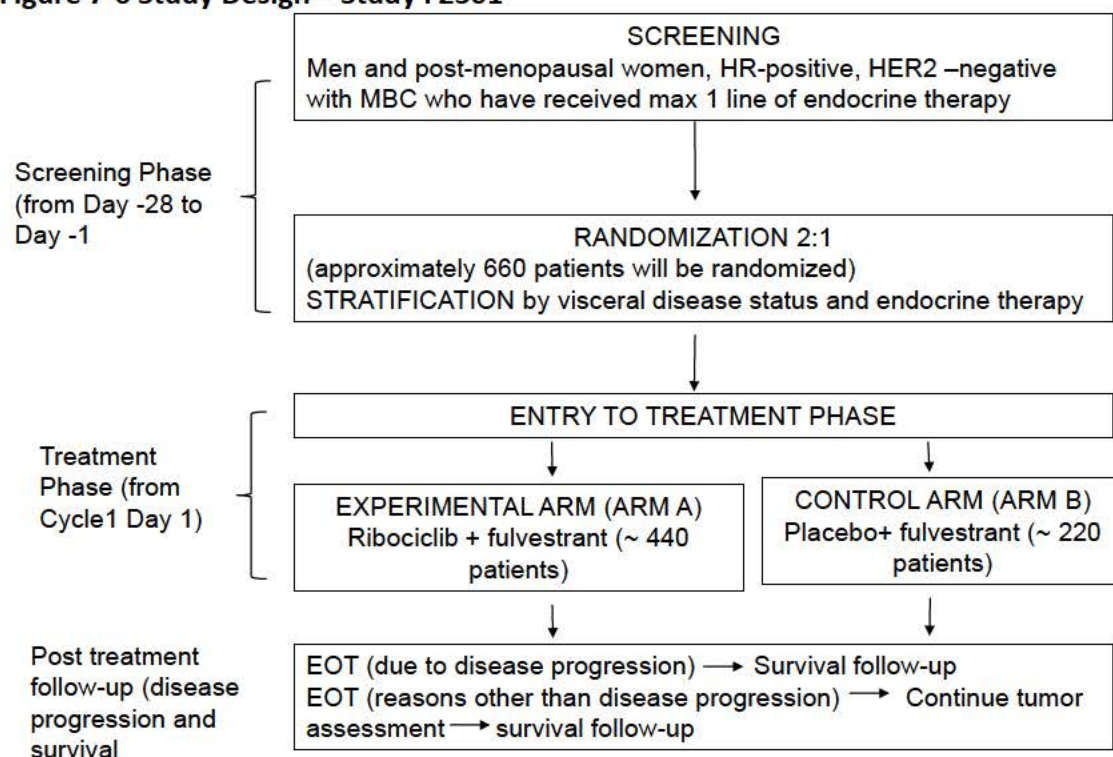 Figure 7-6 Study Design – Study F2301
SCREENING
Men and post-menopausal women, HR-positive, HER2 –negative
with MBC who have received max 1 line of endocrine therapy
Screening Phase
(from Day -28 to
Day -1
RANDOMIZATION 2:1
(approximately 660 patients will be randomized)
STRATIFICATION by visceral disease status and endocrine therapy
ENTRY TO TREATMENT PHASE
Treatment
Phase (from
Cycle1 Day 1)
EXPERIMENTAL ARM (ARM A)
Ribociclib + fulvestrant (~ 440
patients)
CONTROL ARM (ARM B)
Placebo+ fulvestrant (~ 220
patients)
Post treatment
follow-up (disease
progression and
survival
EOT (due to disease progression) → Survival follow-up
EOT (reasons other than disease progression) → Continue tumor
assessment → survival follow-up